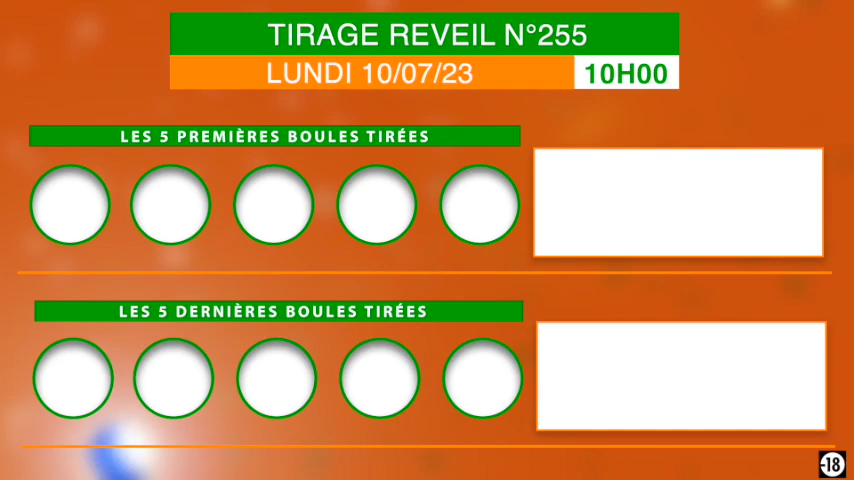 TIRAGE REVEIL N°255
LUNDI 10/07/23 10H00
LES 5 PREMIÈRES BOULES TIRÉES
LES 5 DERNIÈRES BOULES TIRÉES
-18